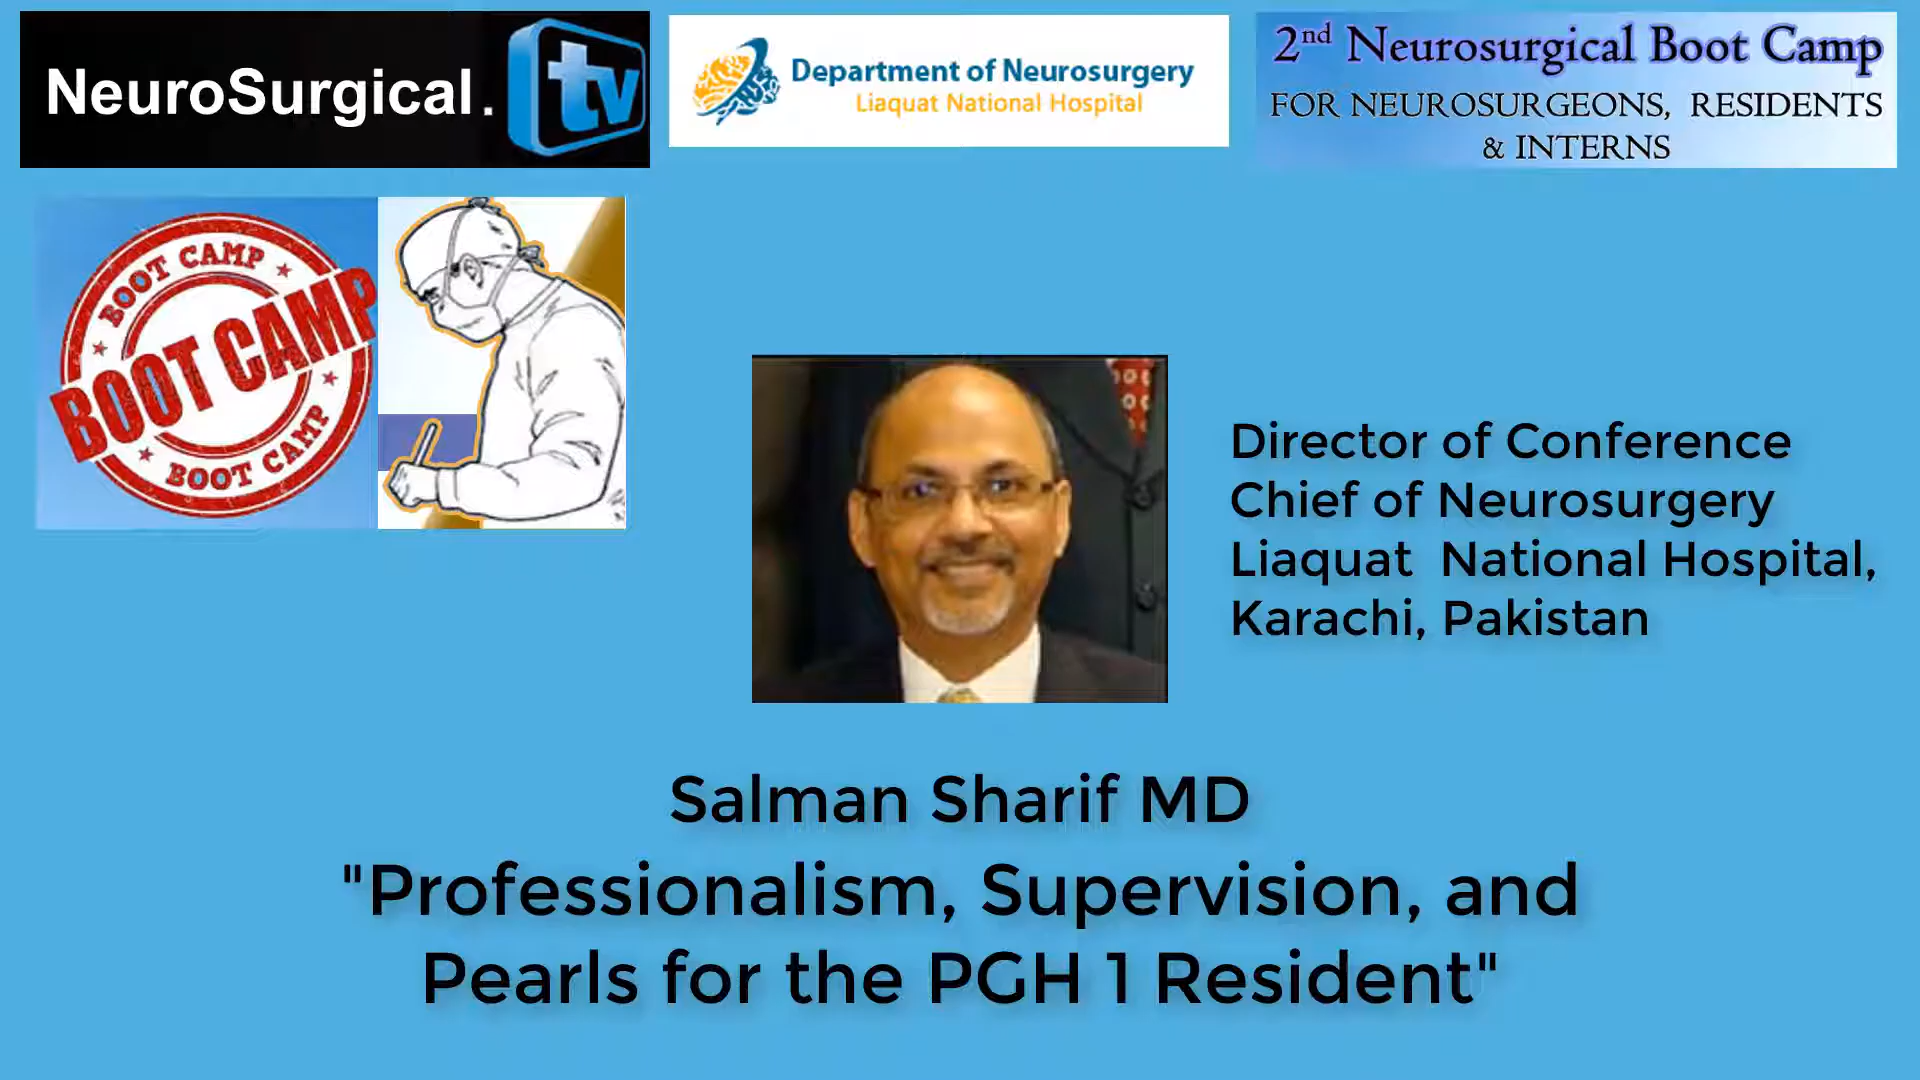 NeuroSurgical.tv
Department of Neurosurgery
Liaquat National Hospital
2nd Neurosurgical Boot Camp
FOR NEUROSURGEONS, RESIDENTS
& INTERNS
BOOT CAMP
BOOT CAMP
BOOT CAMP
Director of Conference
Chief of Neurosurgery
Liaquat National Hospital,
Karachi, Pakistan
Salman Sharif MD
"Professionalism, Supervision, and
Pearls for the PGH 1 Resident"